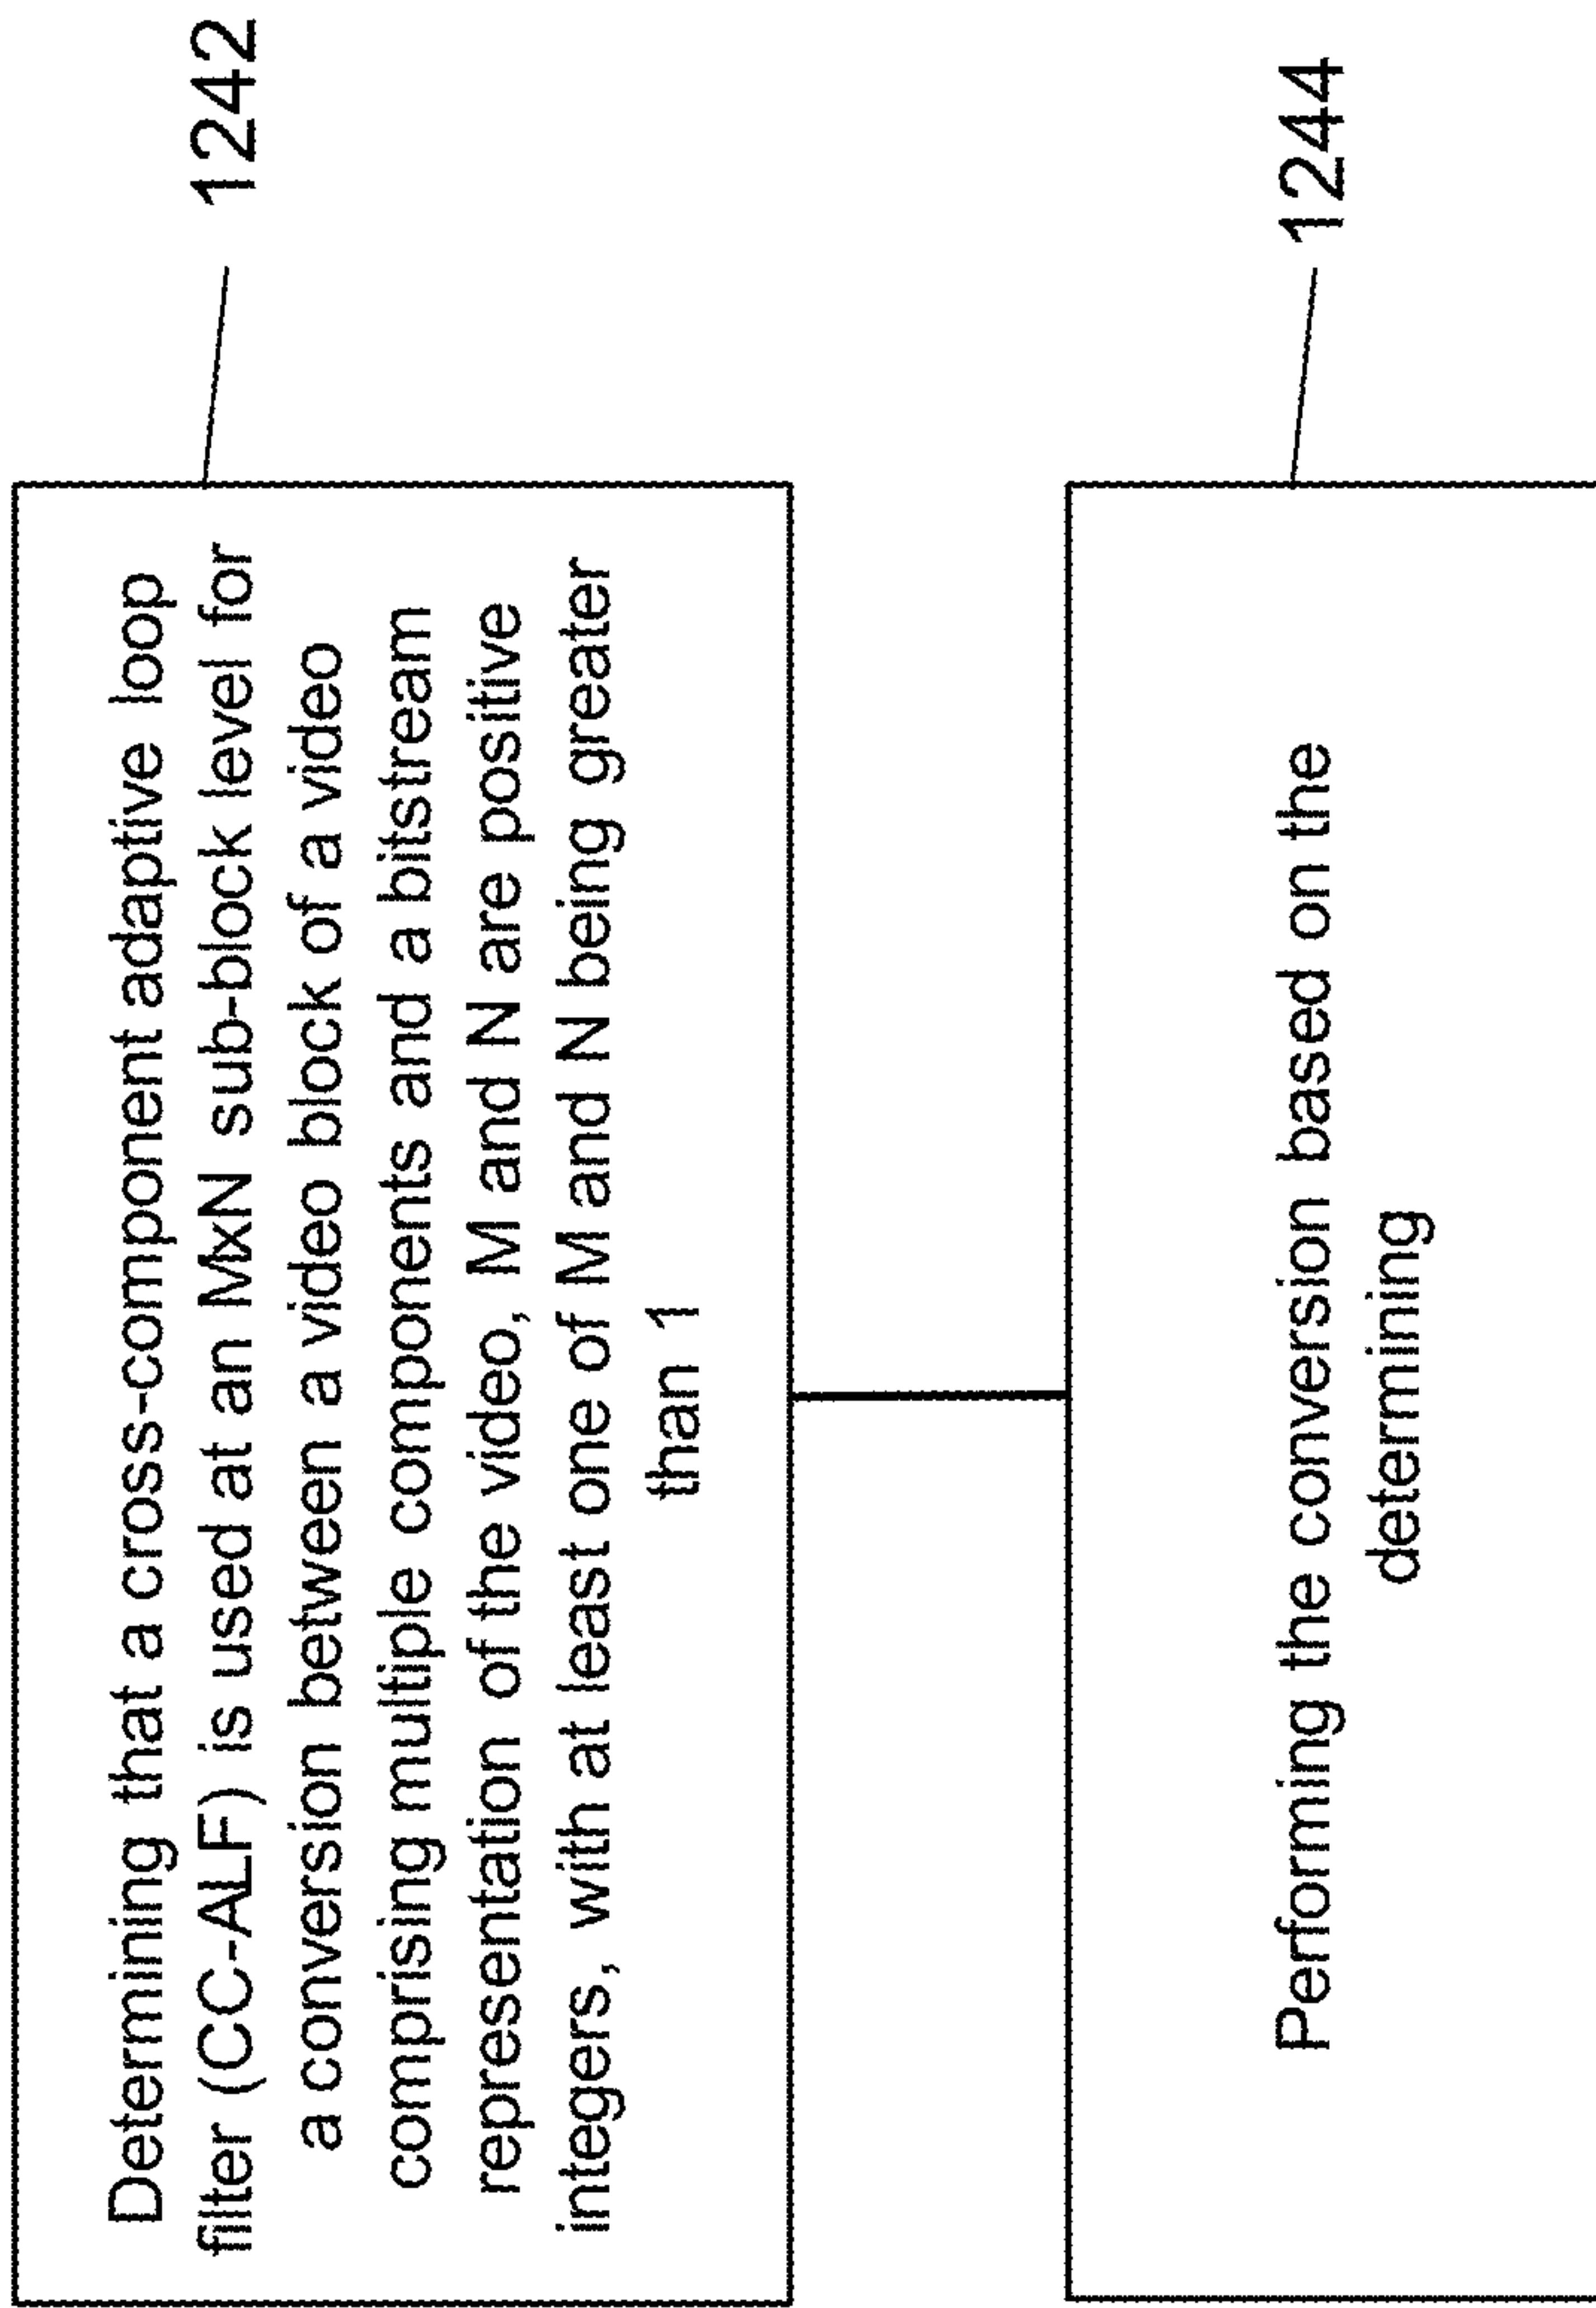 Determining that a cross-component adaptive loop
filter (CC-ALF) is used at an MxN sub-block level for
a conversion between a video block of a video
comprising multiple components and a bitstream
representation of the video, M and N are positive
integers, with at least one of M and N being greater
than 1
1242
Performing the conversion based on the
determining
1244